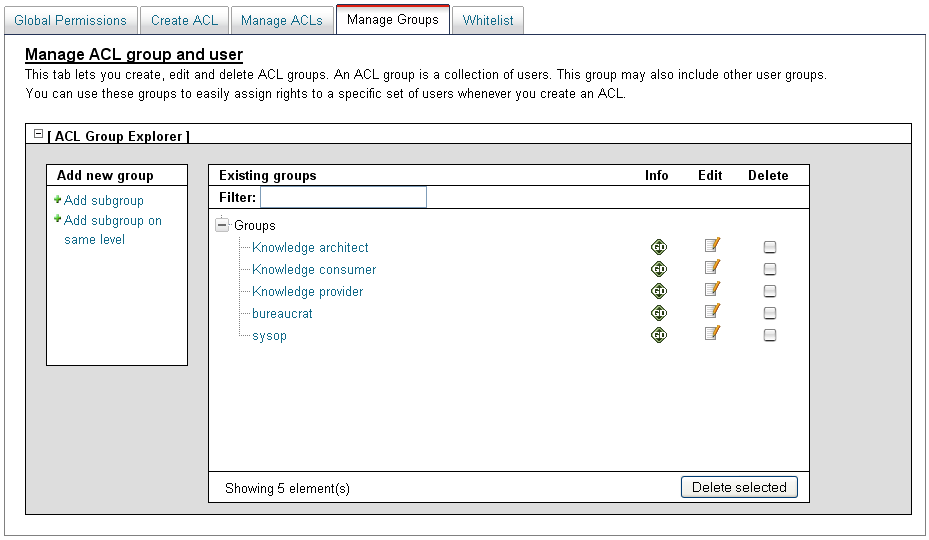 Global Permissions Create ACL Manage ACLs Manage Groups Whitelist
Manage ACL group and user
This tab lets you create, edit and delete ACL groups. An ACL group is a collection of users. This group may also include other user groups.
You can use these groups to easily assign rights to a specific set of users whenever you create an ACL.
[ ACL Group Explorer ]
Add new group
Add subgroup
Add subgroup on
same level
Existing groups Info Edit Delete
Filter:
Groups
Knowledge architect GO
Knowledge consumer GO
Knowledge provider GO
bureaucrat GO
sysop GO
Showing 5 element(s) Delete selected